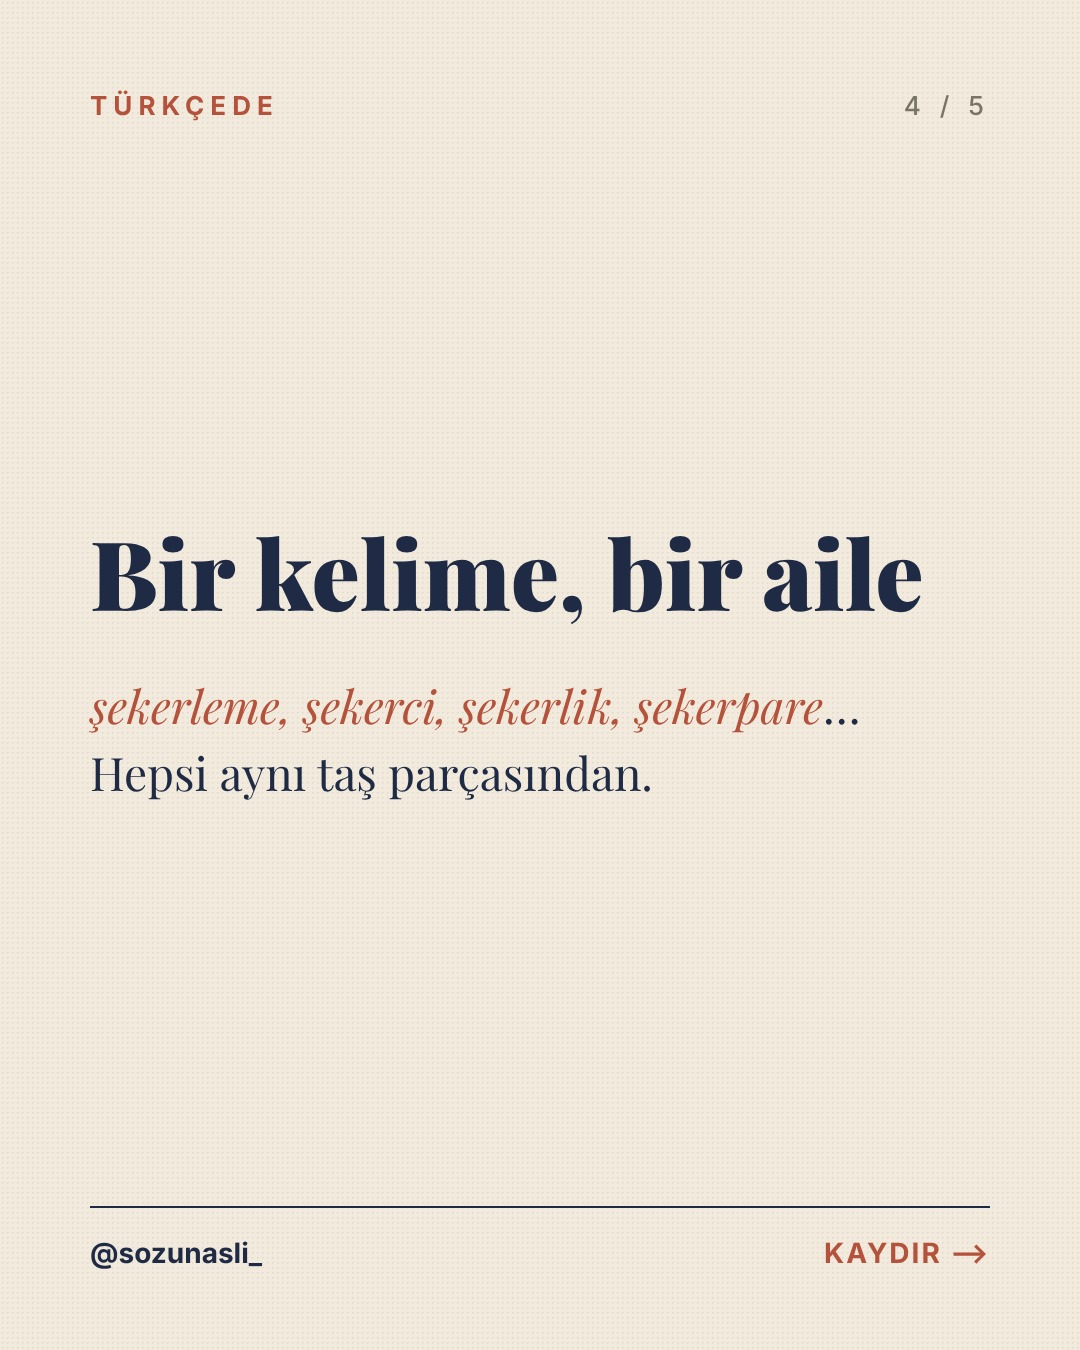 TÜRKÇEDE
4 / 5
Bir kelime, bir aile
şekerleme, şekerci, şekerlik, şekerpare...
Hepsi aynı taş parçasından.
@sozunasli_
KAYDIR →